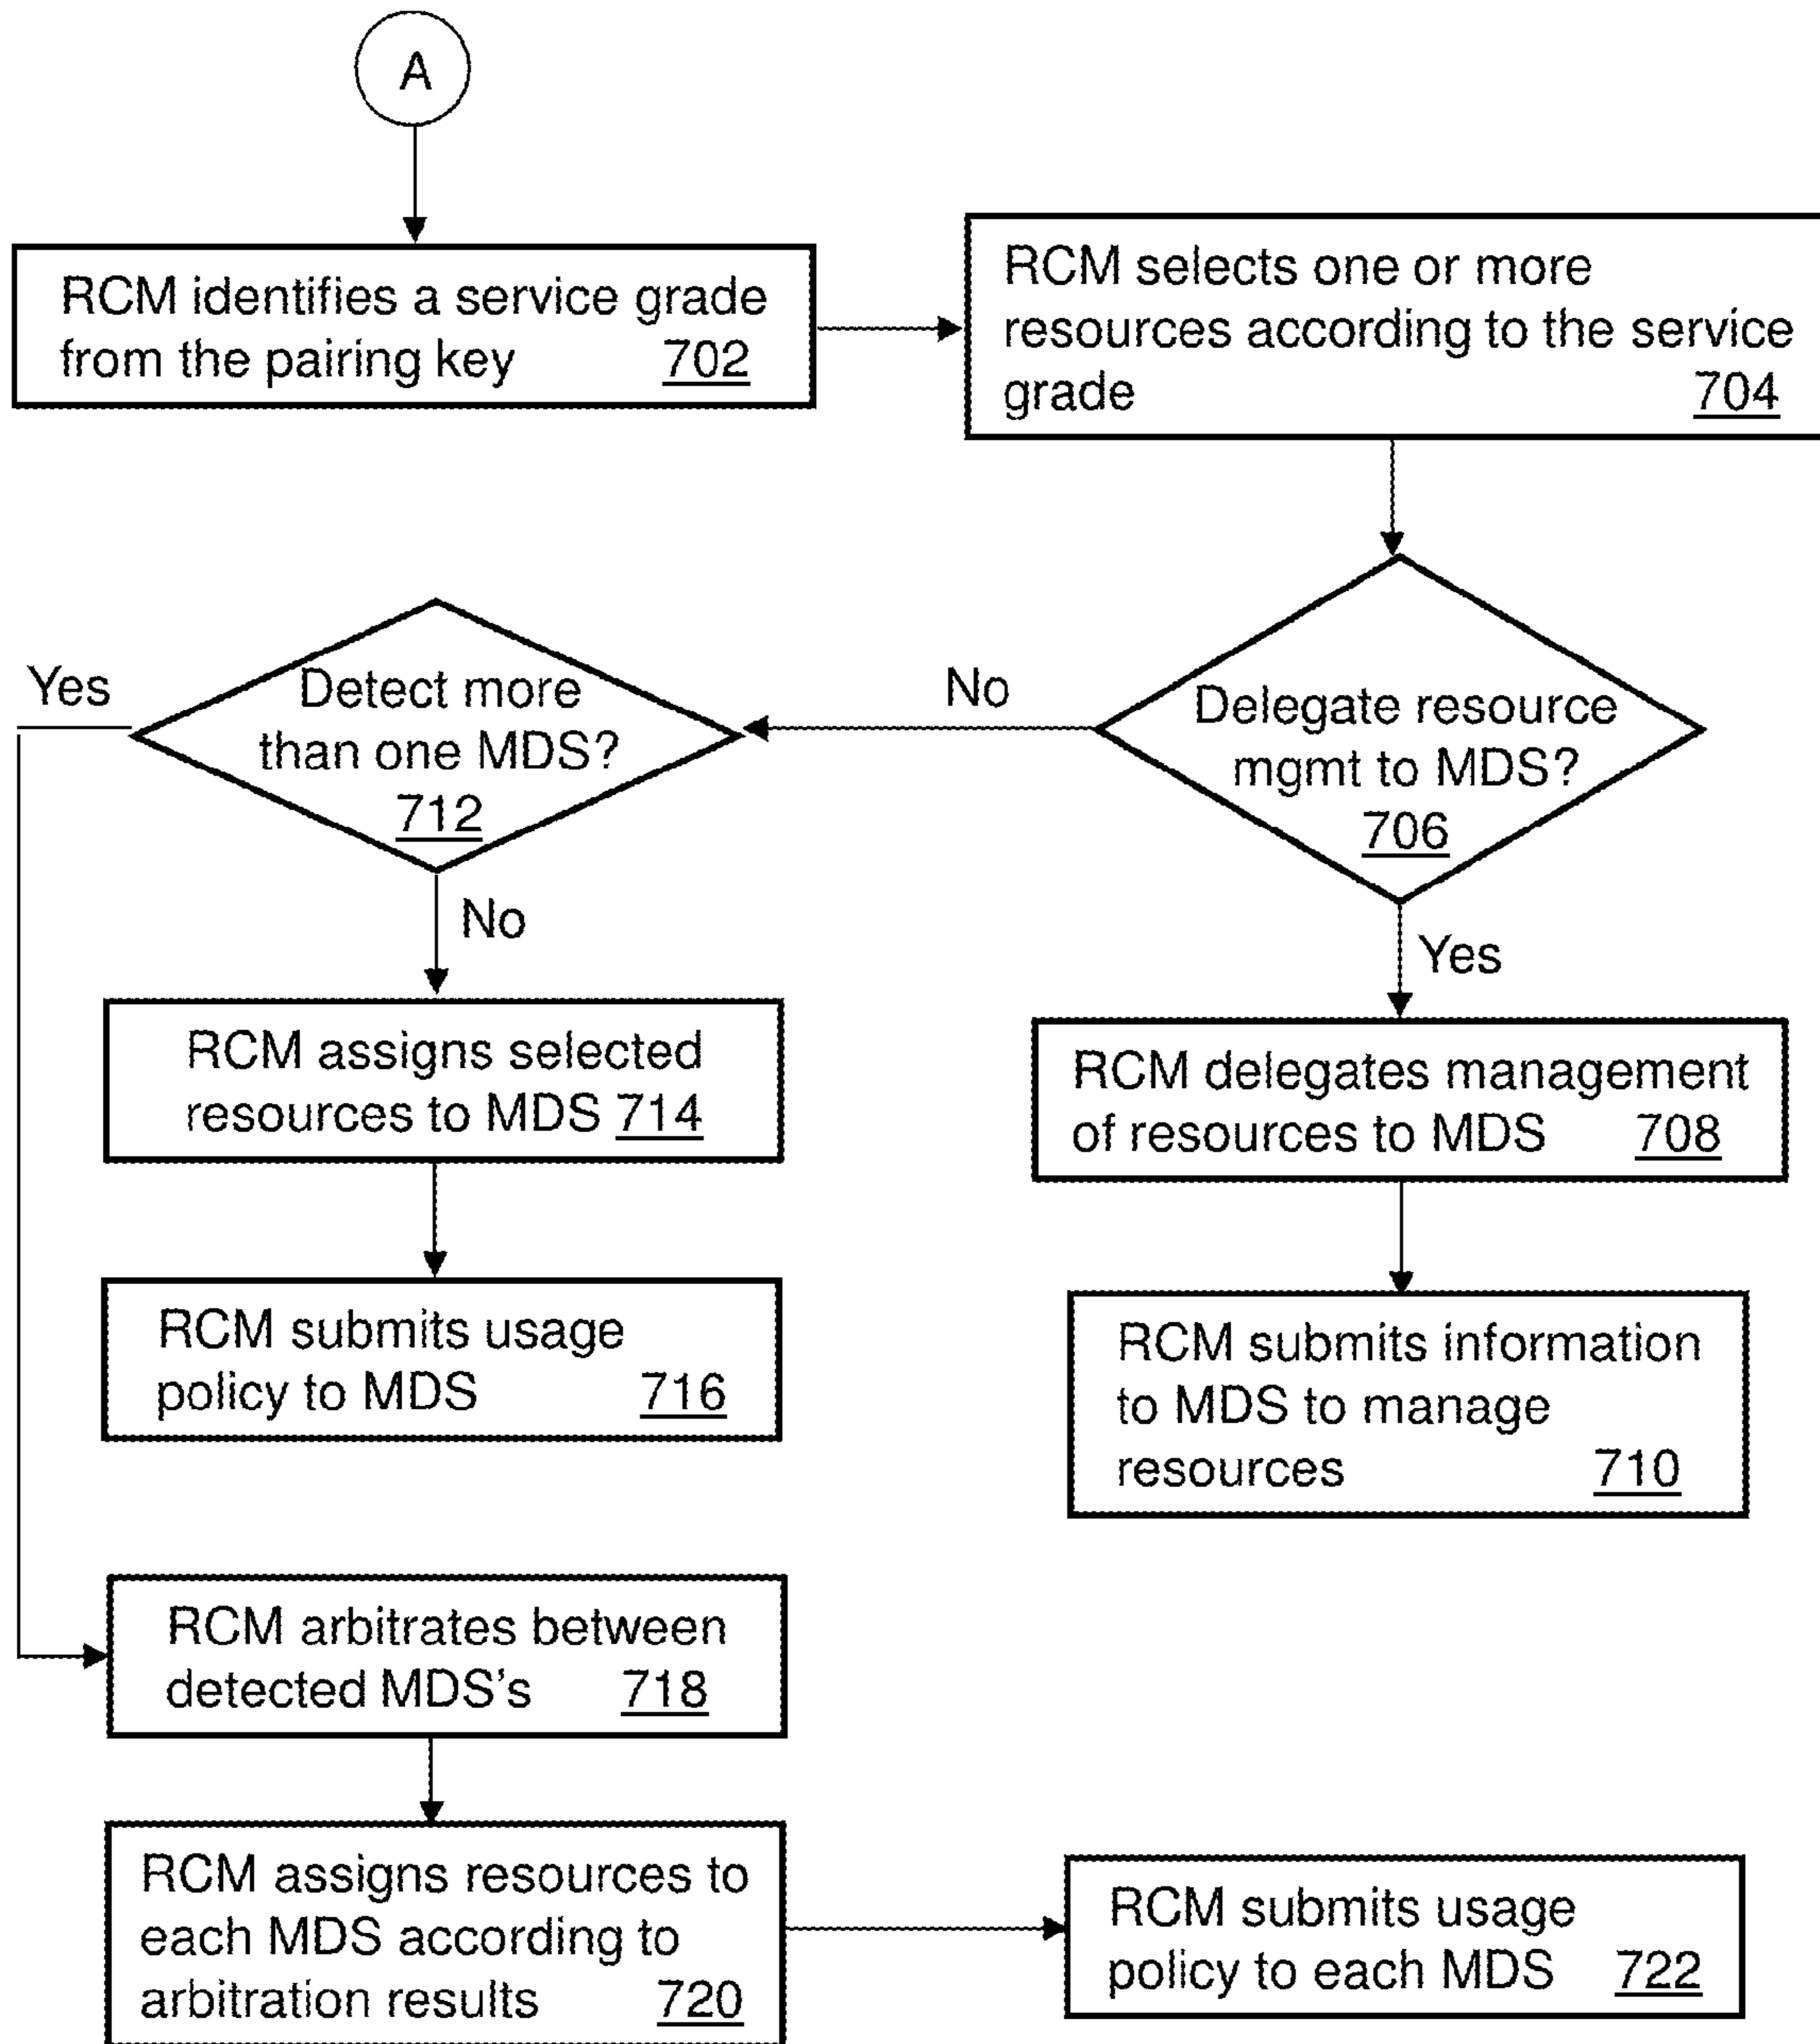 A
RCM identifies a service grade
from the pairing key 702
RCM selects one or more
resources according to the service
grade 704
Delegate resource
mgmt to MDS?
706
No
Yes
Detect more
than one MDS?
712
Yes
No
RCM delegates management
of resources to MDS 708
RCM submits information
to MDS to manage
resources 710
RCM assigns selected
resources to MDS 714
RCM submits usage
policy to MDS 716
RCM arbitrates between
detected MDS's 718
RCM assigns resources to
each MDS according to
arbitration results 720
RCM submits usage
policy to each MDS 722